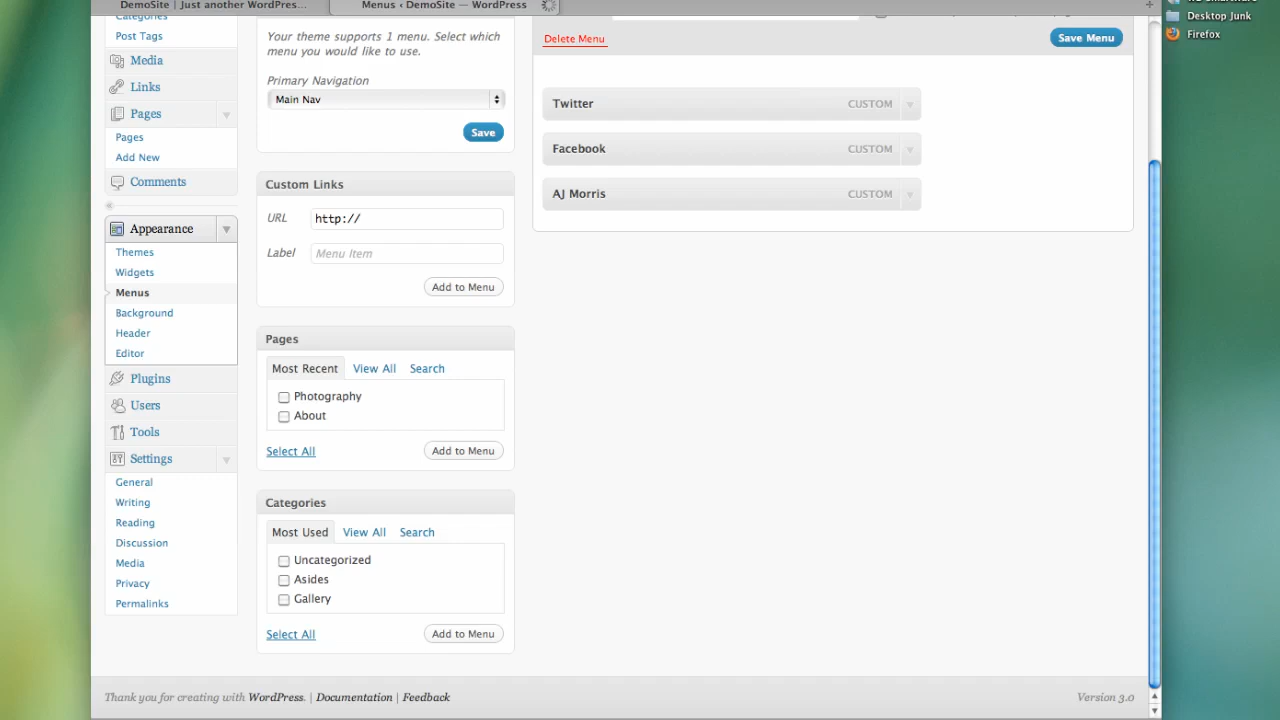 DemoSite | Just another WordPres...
Menus ‹ DemoSite — WordPress
Desktop Junk
Firefox
Categories
Post Tags
Media
Links
Pages
Pages
Add New
Comments
Appearance
Themes
Widgets
Menus
Background
Header
Editor
Plugins
Users
Tools
Settings
General
Writing
Reading
Discussion
Media
Privacy
Permalinks
Your theme supports 1 menu. Select which
menu you would like to use.
Primary Navigation
Main Nav
Save
Custom Links
URL http://
Label Menu Item
Add to Menu
Pages
Most Recent View All Search
Photography
About
Select All Add to Menu
Categories
Most Used View All Search
Uncategorized
Asides
Gallery
Select All Add to Menu
Delete Menu Save Menu
Twitter CUSTOM
Facebook CUSTOM
AJ Morris CUSTOM
Thank you for creating with WordPress. | Documentation | Feedback
Version 3.0